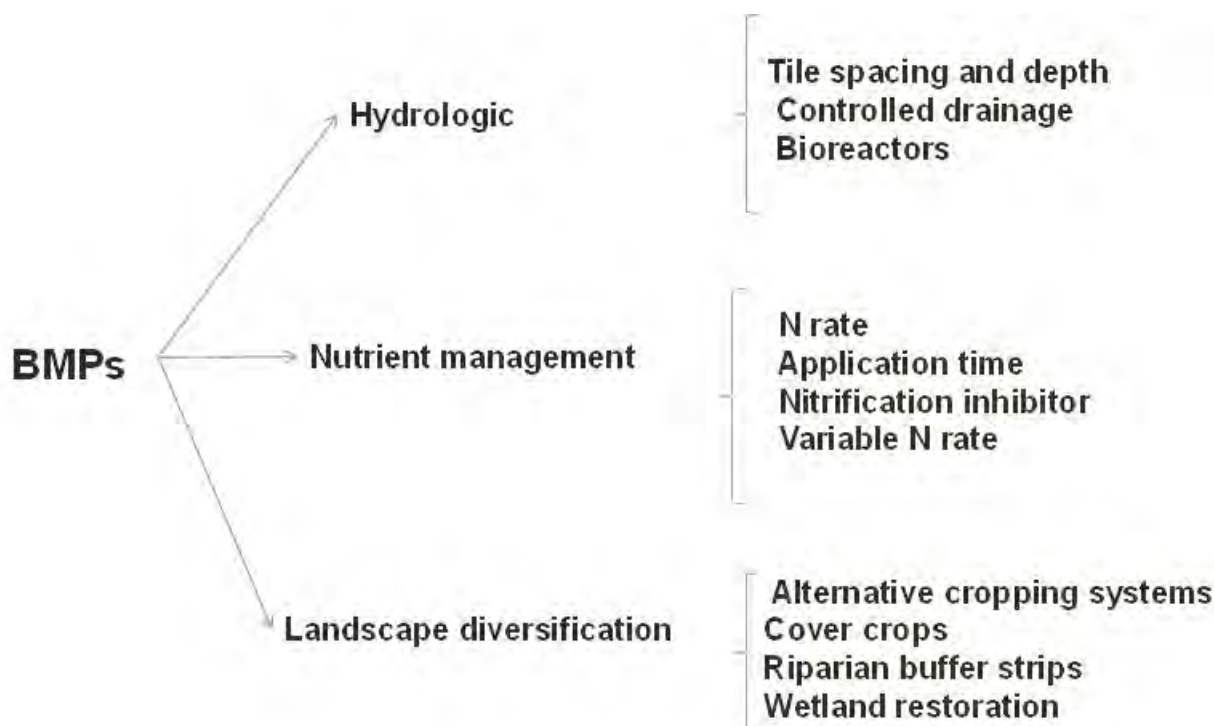 BMPs
Hydrologic
Tile spacing and depth
Controlled drainage
Bioreactors
Nutrient management
N rate
Application time
Nitrification inhibitor
Variable N rate
Landscape diversification
Alternative cropping systems
Cover crops
Riparian buffer strips
Wetland restoration